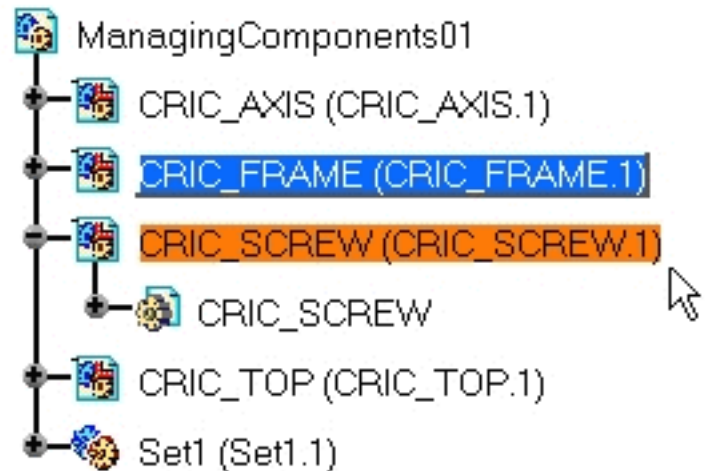 ManagingComponents01
CRIC_AXIS (CRIC_AXIS.1)
CRIC_FRAME (CRIC_FRAME.1)
CRIC_SCREW (CRIC_SCREW.1)
CRIC_SCREW
CRIC_TOP (CRIC_TOP.1)
Set1 (Set1.1)